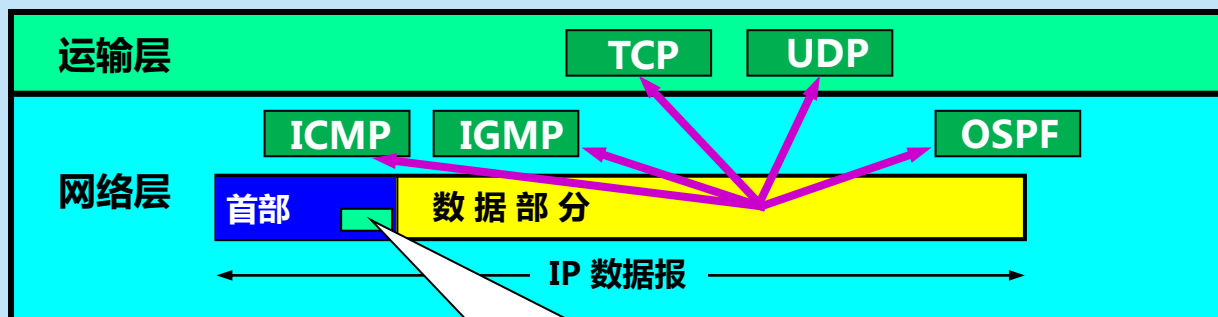 运输层
TCP
UDP
ICMP
IGMP
OSPF
网络层
首部
数 据 部 分
IP 数据报